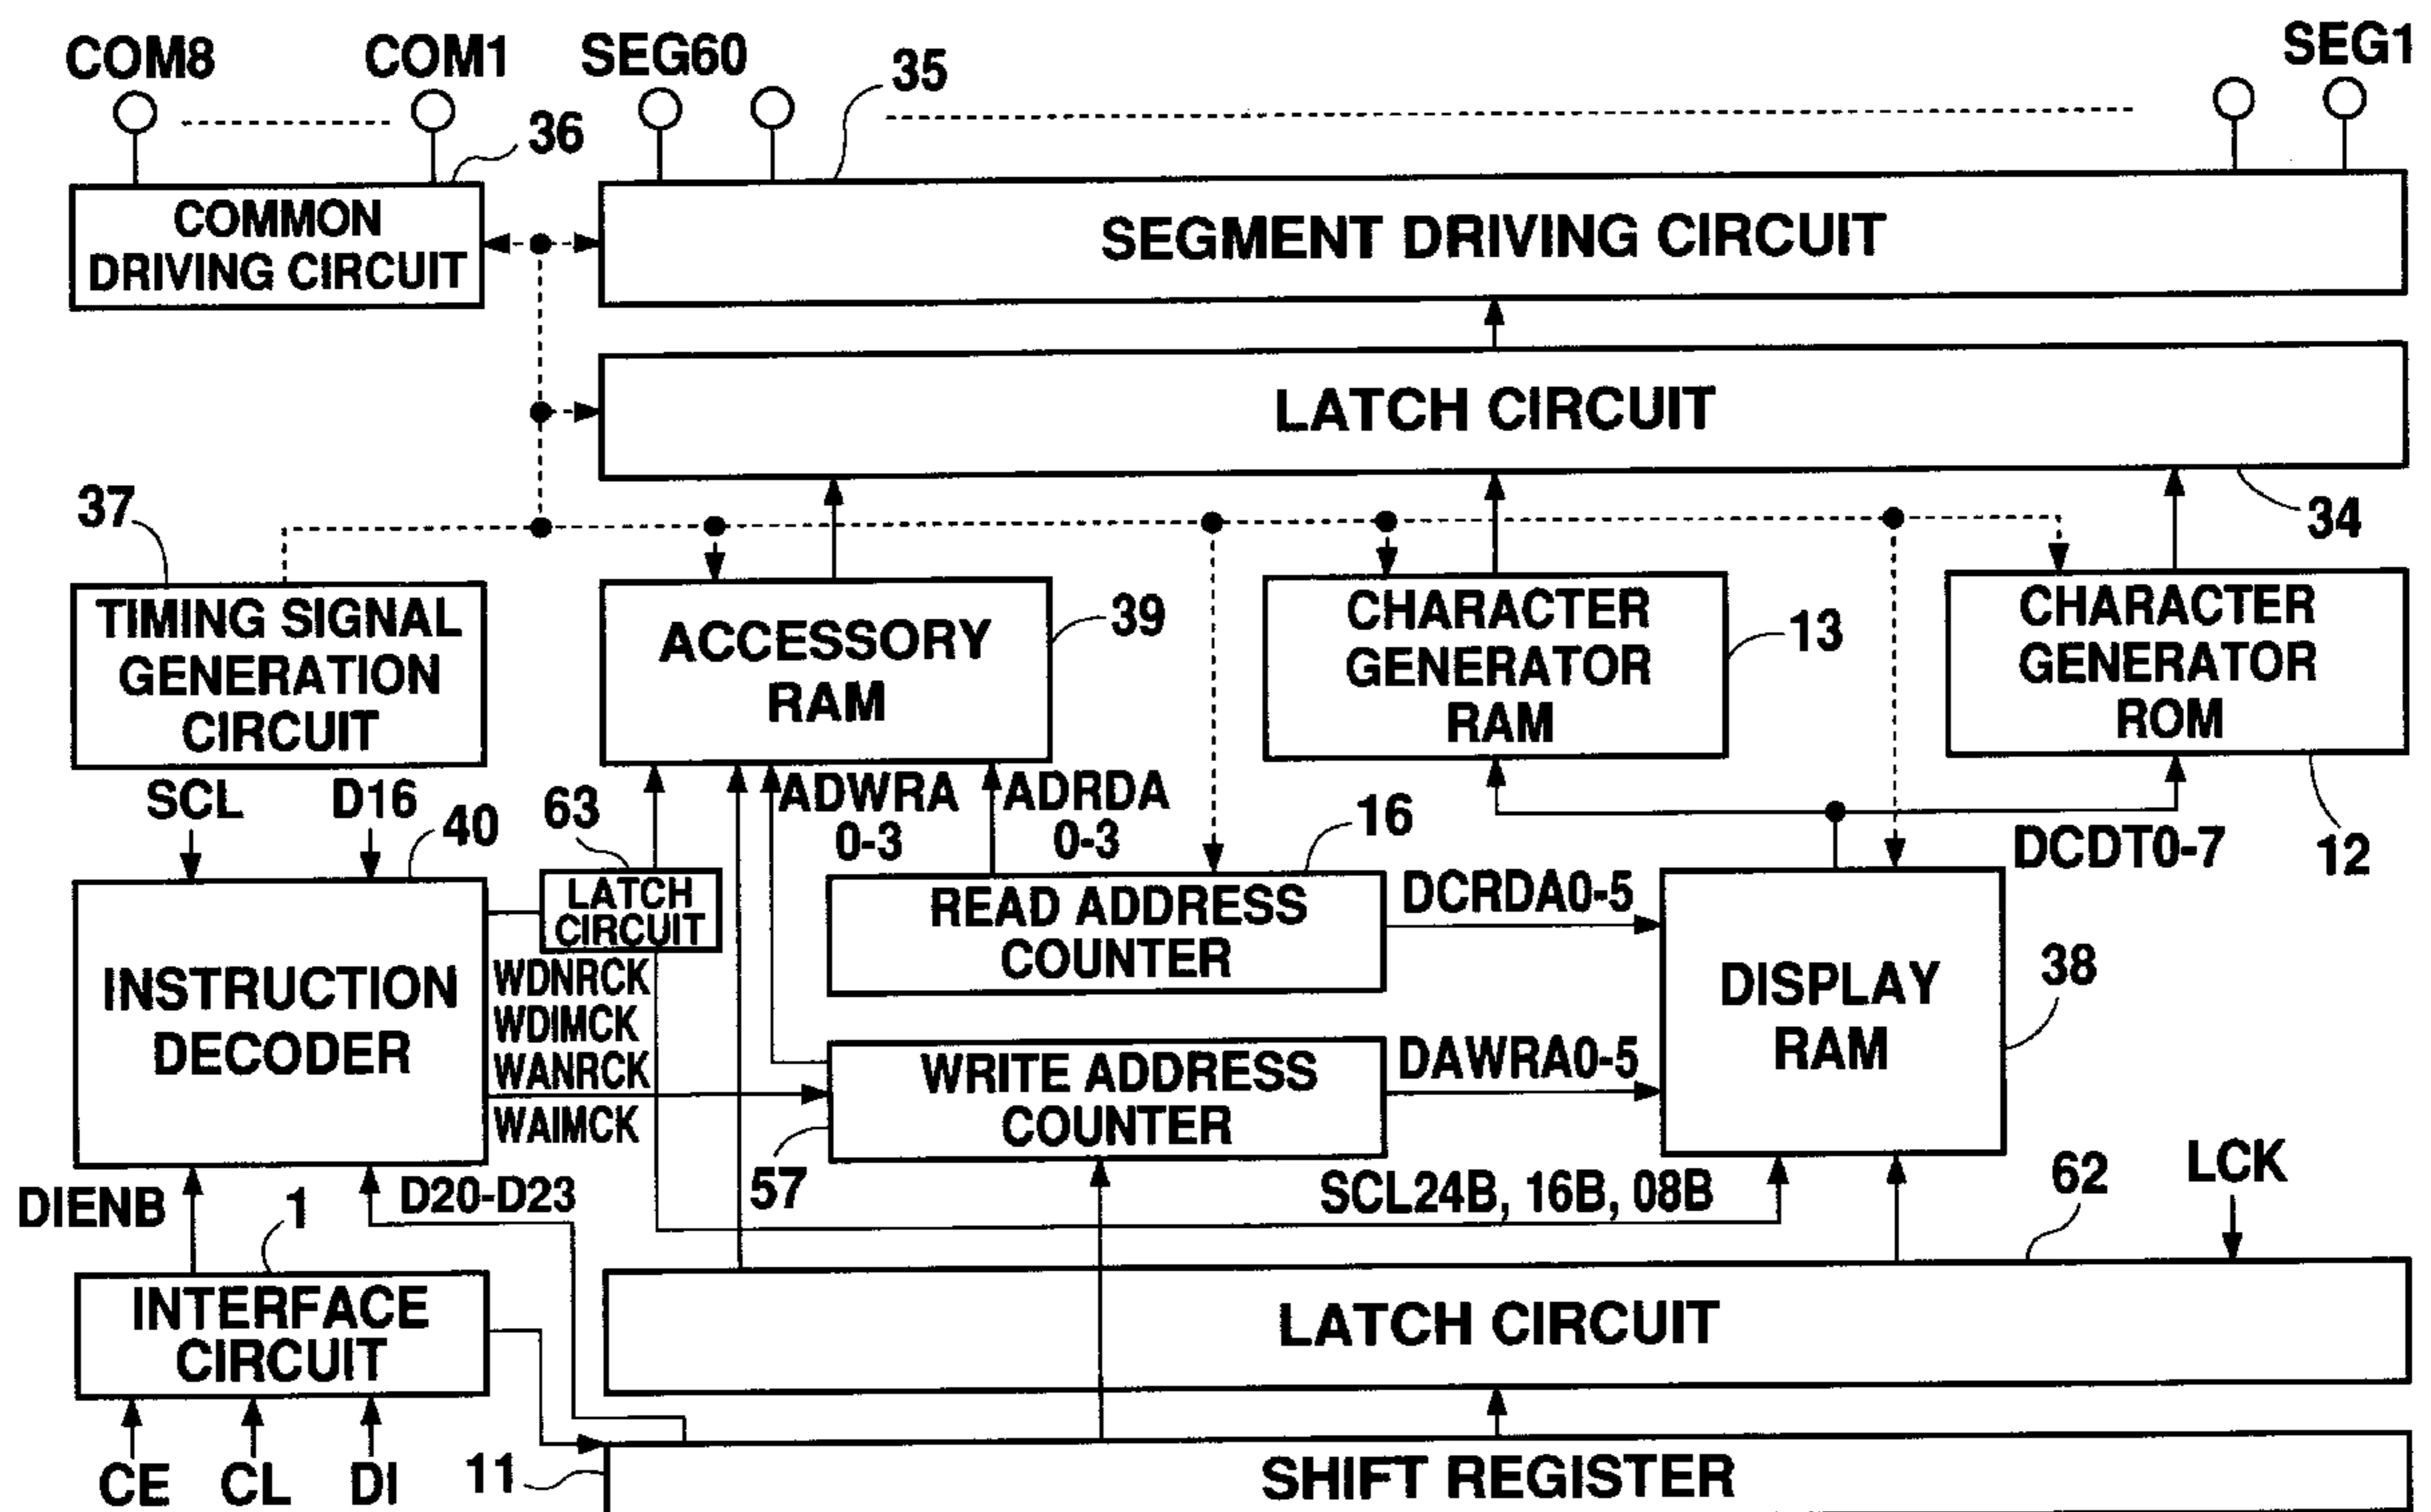 COM8
COM1
SEG60
35
SEG1
36
COMMON
DRIVING CIRCUIT
SEGMENT DRIVING CIRCUIT
LATCH CIRCUIT
34
37
TIMING SIGNAL
GENERATION
CIRCUIT
ACCESSORY
RAM
39
CHARACTER
GENERATOR
RAM
13
CHARACTER
GENERATOR
ROM
12
SCL
D16
40
63
ADWRA
0-3
ADRDA
0-3
16
DCDT0-7
INSTRUCTION
DECODER
LATCH
CIRCUIT
READ ADDRESS
COUNTER
DCRDA0-5
DISPLAY
RAM
38
WDNRCK
WDIMCK
WANRCK
WAIMCK
WRITE ADDRESS
COUNTER
DAWRA0-5
57
DIENB
D20-D23
1
SCL24B, 16B, 08B
62
LCK
INTERFACE
CIRCUIT
LATCH CIRCUIT
CE
CL
DI
11
SHIFT REGISTER